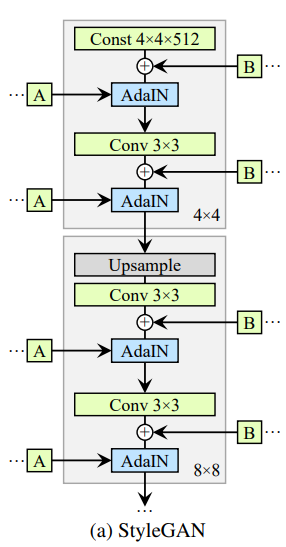 Const 4×4×512
+
B ...
... A
AdaIN
Conv 3×3
+
B ...
... A
AdaIN
4×4
Upsample
Conv 3×3
+
B ...
... A
AdaIN
Conv 3×3
+
B ...
... A
AdaIN
8×8
...
(a) StyleGAN